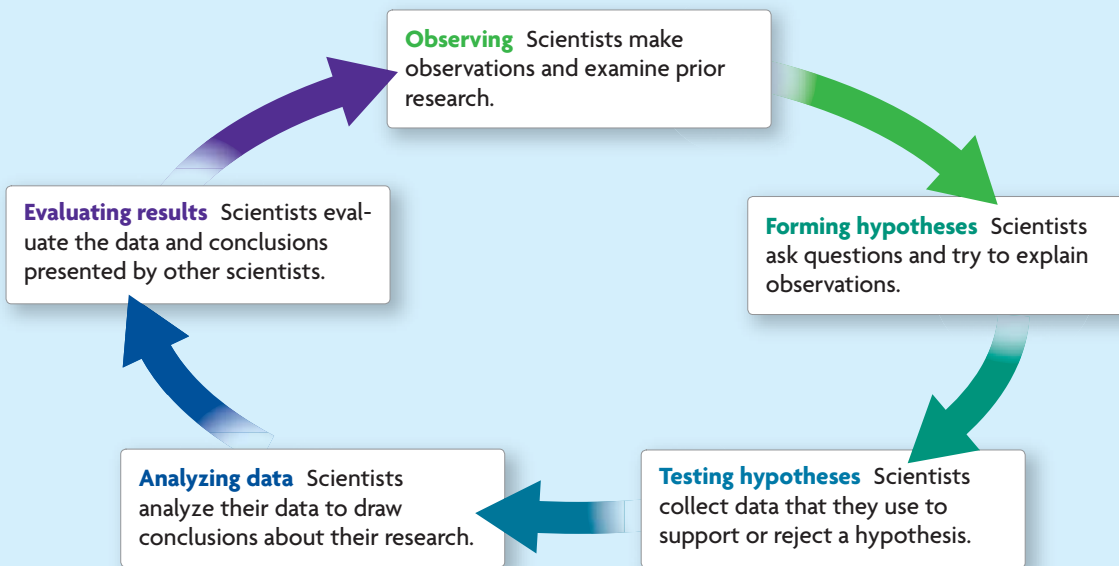 Observing Scientists make
observations and examine prior
research.
Forming hypotheses Scientists
ask questions and try to explain
observations.
Testing hypotheses Scientists
collect data that they use to
support or reject a hypothesis.
Analyzing data Scientists
analyze their data to draw
conclusions about their research.
Evaluating results Scientists eval-
uate the data and conclusions
presented by other scientists.